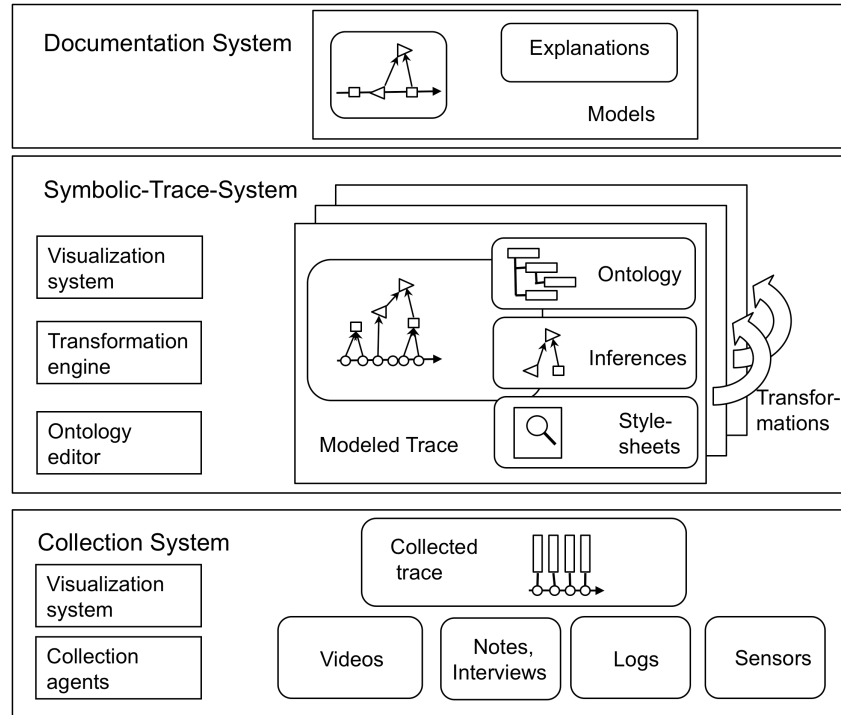 Documentation System
Explanations
Models
Symbolic-Trace-System
Visualization
system
Transformation
engine
Ontology
editor
Ontology
Inferences
Style-
sheets
Modeled Trace
Transfor-
mations
Collection System
Visualization
system
Collection
agents
Collected
trace
Videos
Notes,
Interviews
Logs
Sensors